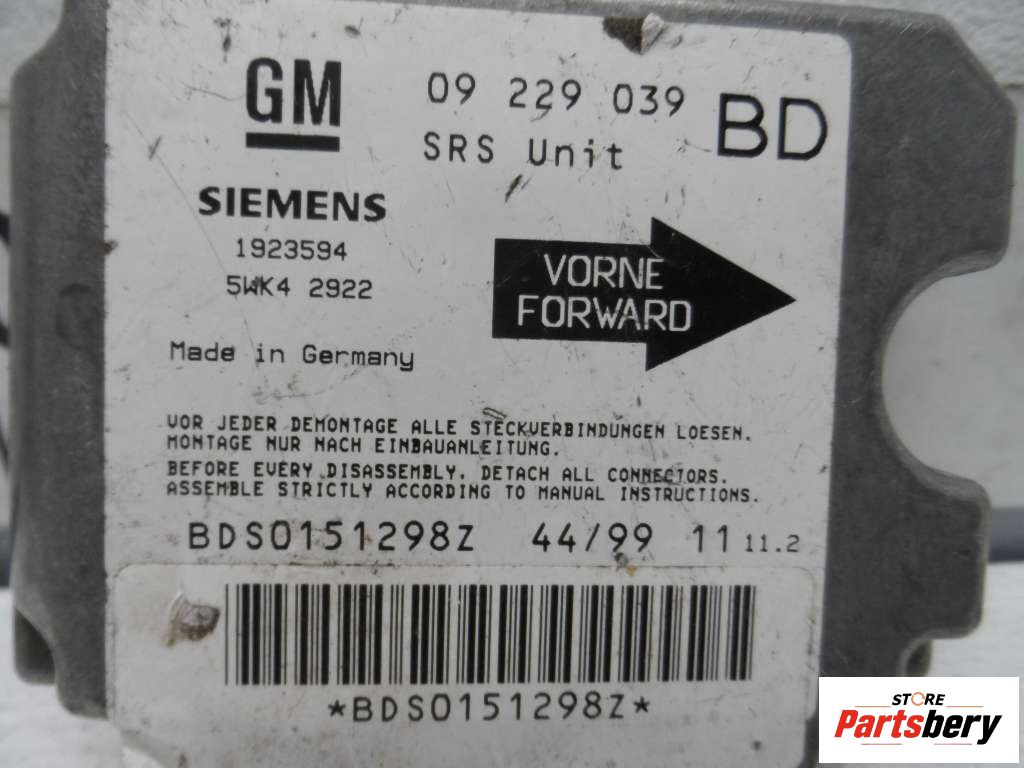 GM
09 229 039
BD
SRS Unit
SIEMENS
1923594
5WK4 2922
VORNE
FORWARD
Made in Germany
VOR JEDER DEMONTAGE ALLE STECKVERBINDUNGEN LOESEN.
MONTAGE NUR NACH EINBAUANLEITUNG.
BEFORE EVERY DISASSEMBLY, DETACH ALL CONNECTORS.
ASSEMBLE STRICTLY ACCORDING TO MANUAL INSTRUCTIONS.
BDS0151298Z 44/99 11 11.2
*BDS0151298Z*
STORE
Partsbery